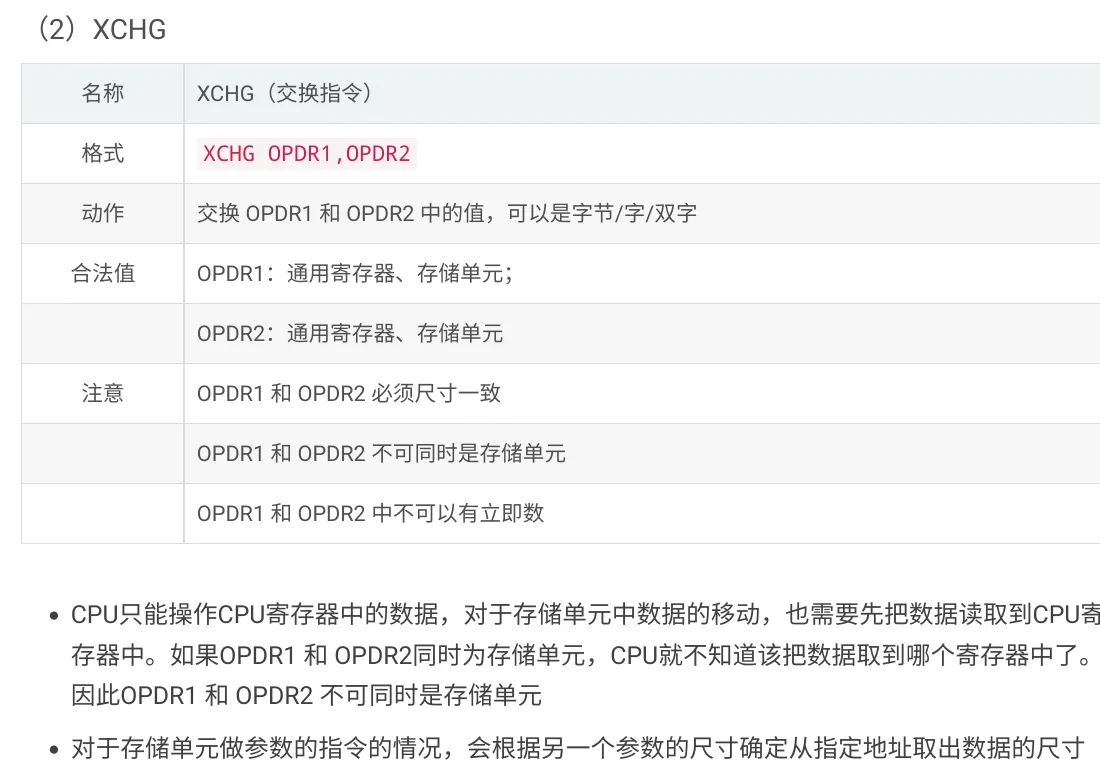 （2）XCHG
名称 XCHG（交换指令）
格式 XCHG OPDR1,OPDR2
动作 交换 OPDR1 和 OPDR2 中的值，可以是字节/字/双字
合法值 OPDR1：通用寄存器、存储单元；
OPDR2：通用寄存器、存储单元
注意 OPDR1 和 OPDR2 必须尺寸一致
OPDR1 和 OPDR2 不可同时是存储单元
OPDR1 和 OPDR2 中不可以有立即数
• CPU只能操作CPU寄存器中的数据，对于存储单元中数据的移动，也需要先把数据读取到CPU寄
存器中。如果OPDR1 和 OPDR2同时为存储单元，CPU就不知道该把数据取到哪个寄存器中了。
因此OPDR1 和 OPDR2 不可同时是存储单元
• 对于存储单元做参数的指令的情况，会根据另一个参数的尺寸确定从指定地址取出数据的尺寸